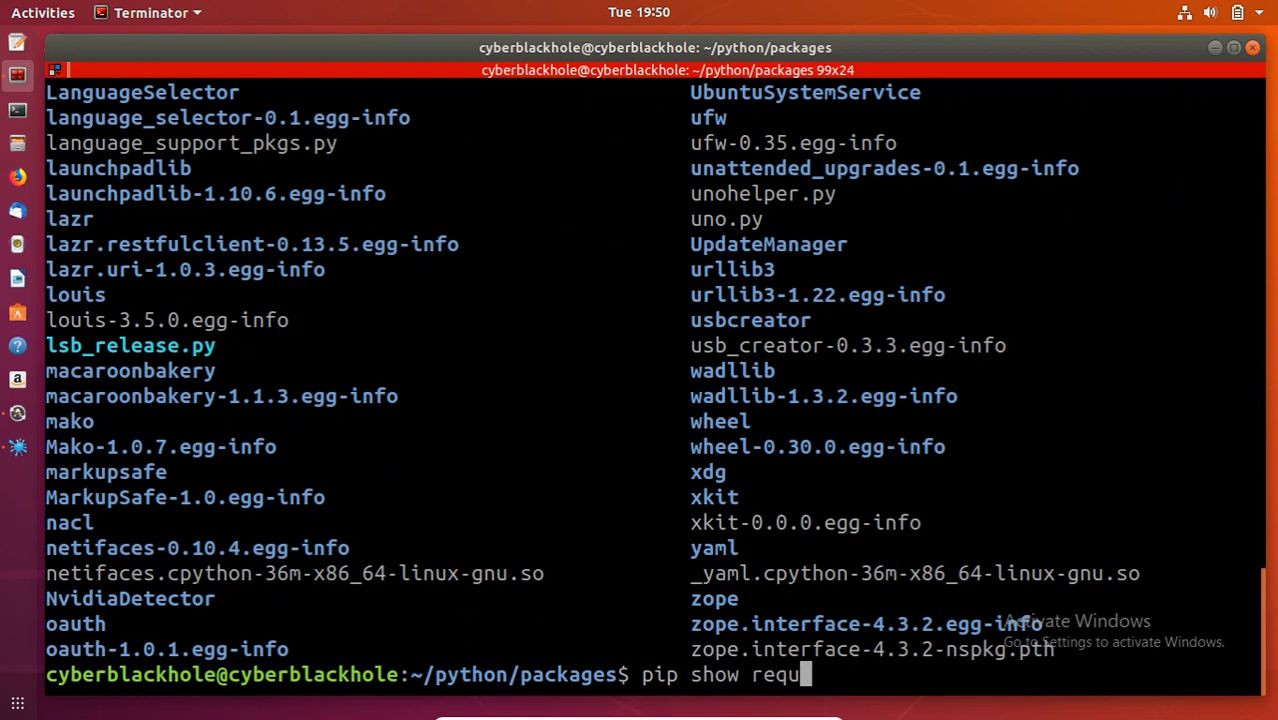 Activities Terminator Tue 19:50
cyberblackhole@cyberblackhole: ~/python/packages
cyberblackhole@cyberblackhole: ~/python/packages 99x24
LanguageSelector UbuntuSystemService
language_selector-0.1.egg-info ufw
language_support_pkgs.py ufw-0.35.egg-info
launchpadlib unattended_upgrades-0.1.egg-info
launchpadlib-1.10.6.egg-info unohelper.py
lazr uno.py
lazr.restfulclient-0.13.5.egg-info UpdateManager
lazr.uri-1.0.3.egg-info urllib3
louis urllib3-1.22.egg-info
louis-3.5.0.egg-info usbcreator
lsb_release.py usb_creator-0.3.3.egg-info
macaroonbakery wadllib
macaroonbakery-1.1.3.egg-info wadllib-1.3.2.egg-info
mako wheel
Mako-1.0.7.egg-info wheel-0.30.0.egg-info
markupsafe xdg
MarkupSafe-1.0.egg-info xkit
nacl xkit-0.0.0.egg-info
netifaces-0.10.4.egg-info yaml
netifaces.cpython-36m-x86_64-linux-gnu.so _yaml.cpython-36m-x86_64-linux-gnu.so
NvidiaDetector zope
oauth zope.interface-4.3.2.egg-info
oauth-1.0.1.egg-info zope.interface-4.3.2-nspkg.pth
cyberblackhole@cyberblackhole:~/python/packages$ pip show requ
Activate Windows
Go to Settings to activate Windows.